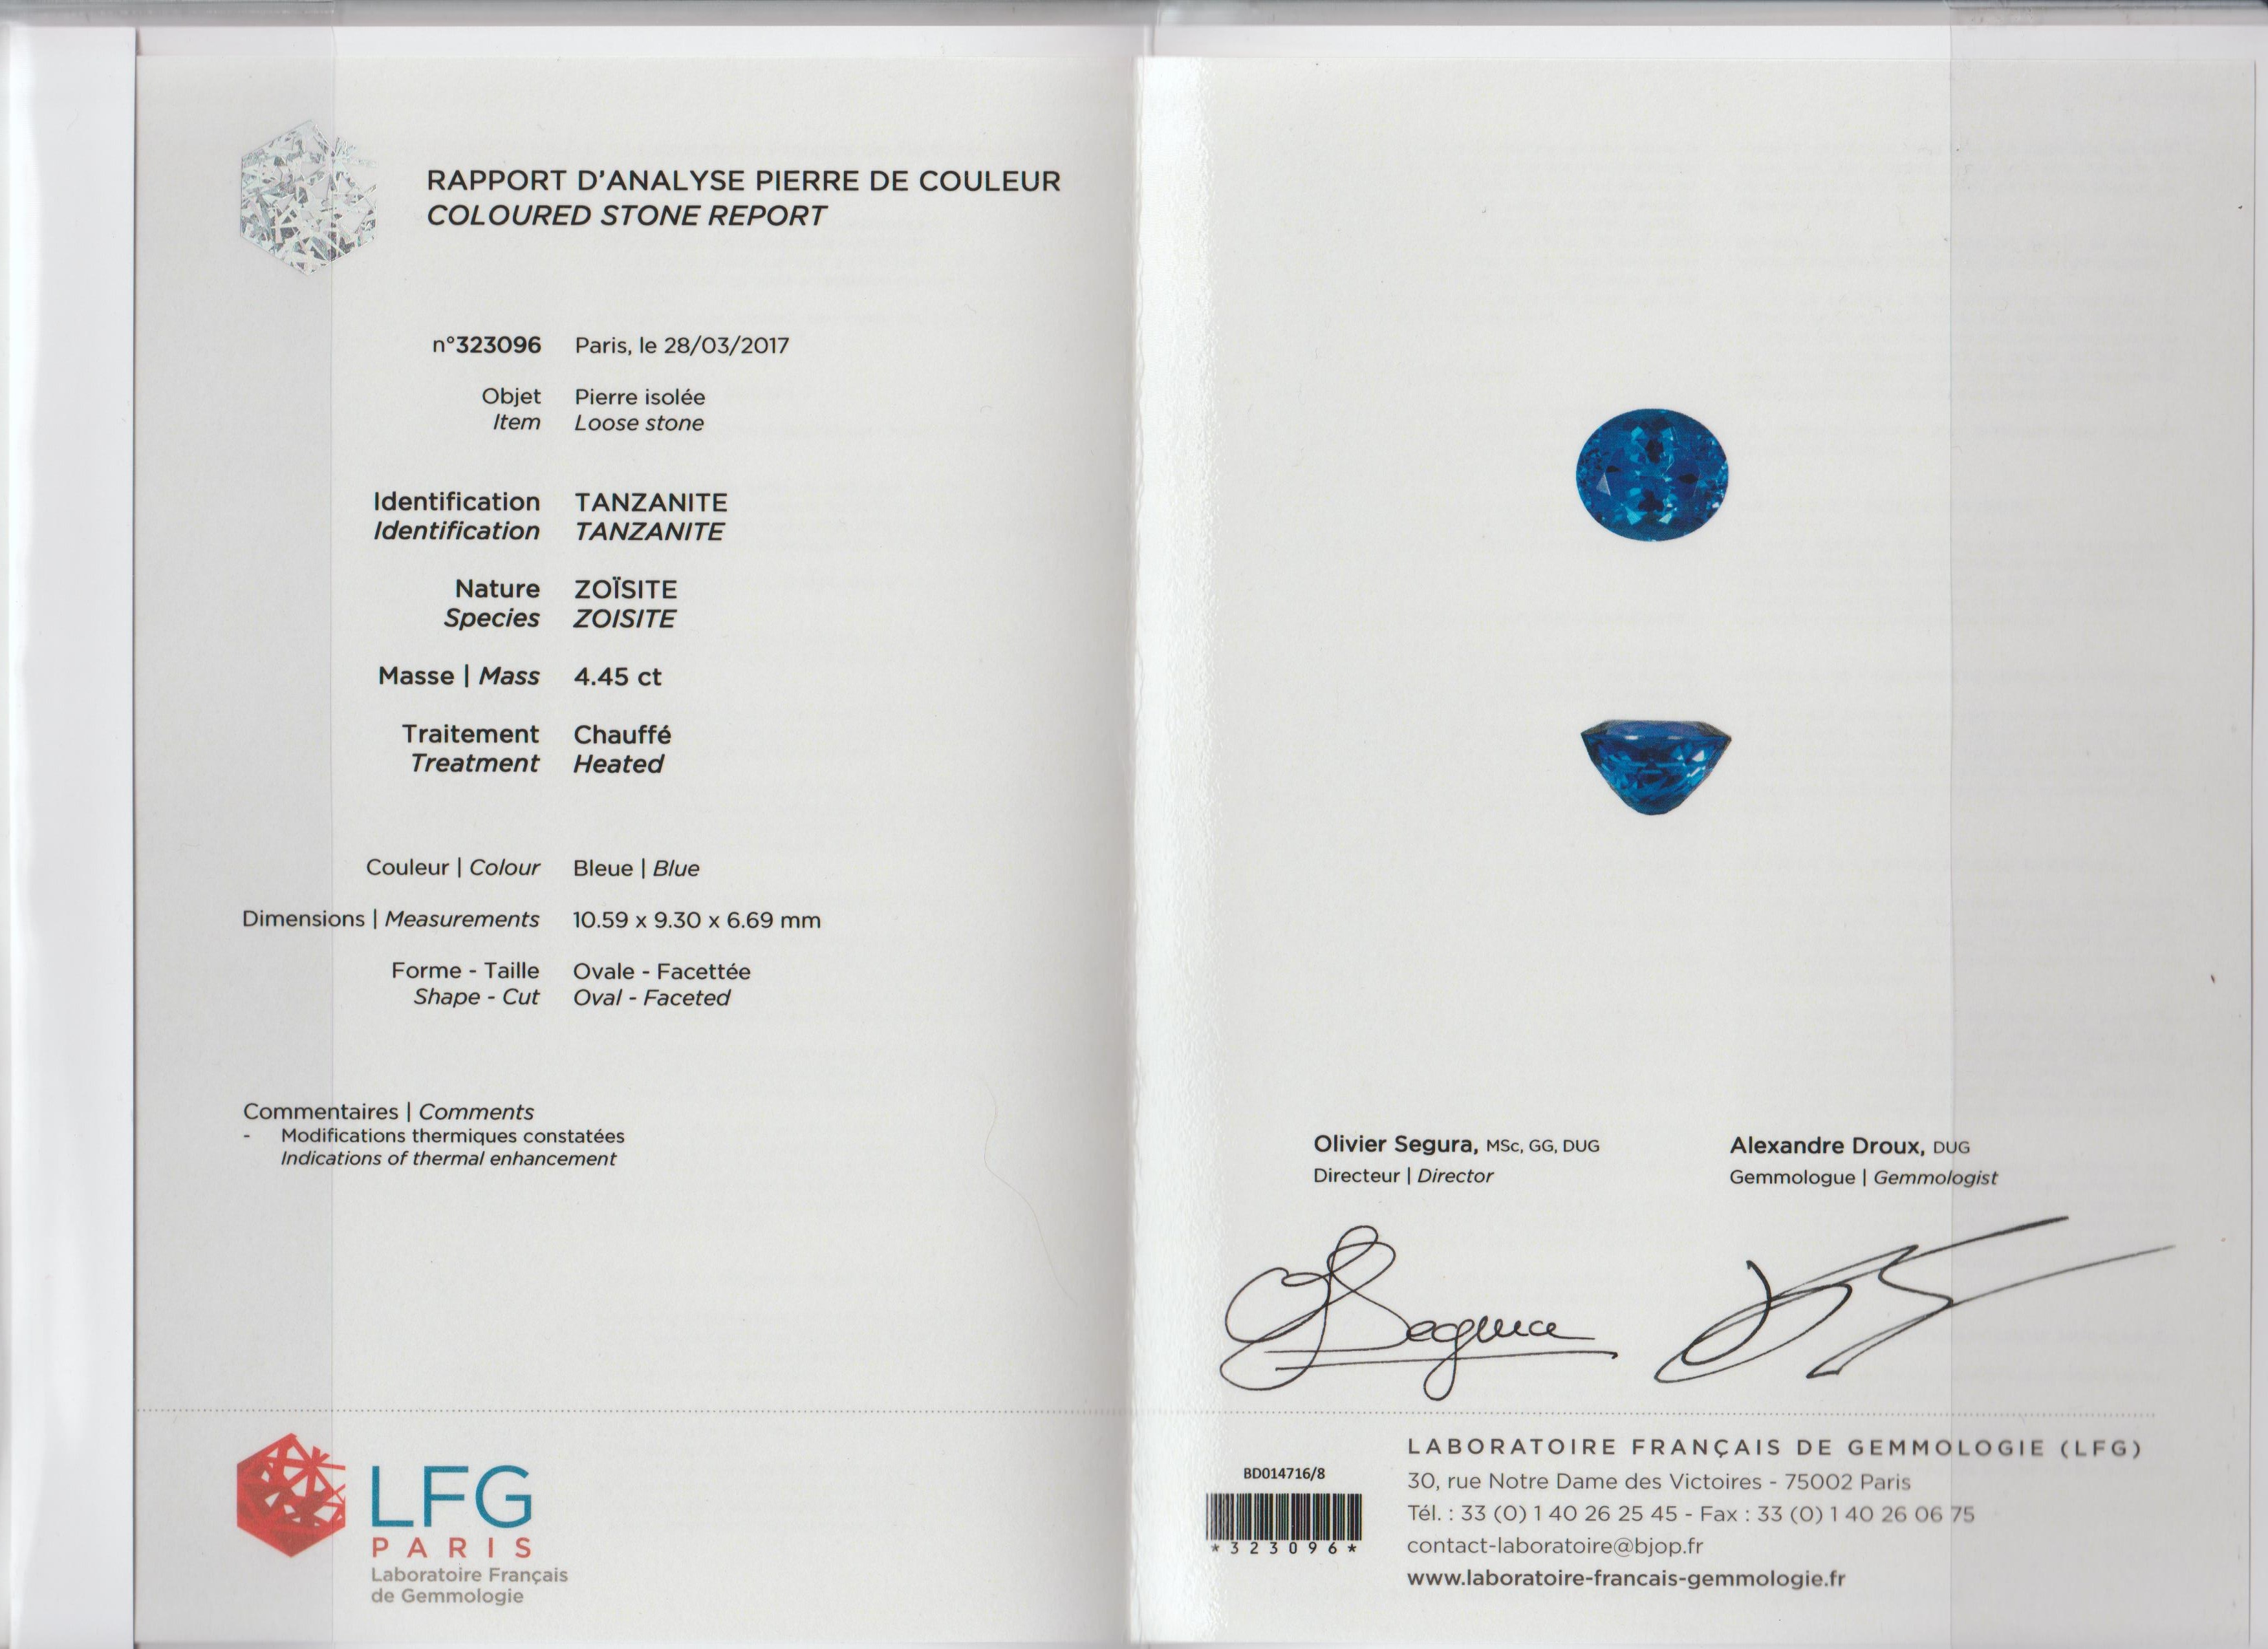 RAPPORT D'ANALYSE PIERRE DE COULEUR
COLOURED STONE REPORT
n°323096 Paris, le 28/03/2017
Objet Pierre isolée
Item Loose stone
Identification TANZANITE
Identification TANZANITE
Nature ZOÏSITE
Species ZOISITE
Masse | Mass 4.45 ct
Traitement Chauffé
Treatment Heated
Couleur | Colour Bleue | Blue
Dimensions | Measurements 10.59 x 9.30 x 6.69 mm
Forme - Taille Ovale - Facettée
Shape - Cut Oval - Faceted
Commentaires | Comments
- Modifications thermiques constatées
Indications of thermal enhancement
LFG
PARIS
Laboratoire Français
de Gemmologie
Olivier Segura, MSc, GG, DUG
Directeur | Director
Alexandre Droux, DUG
Gemmologue | Gemmologist
Segura
BD014716/8
*323096*
LABORATOIRE FRANÇAIS DE GEMMOLOGIE (LFG)
30, rue Notre Dame des Victoires - 75002 Paris
Tél. : 33 (0) 1 40 26 25 45 - Fax : 33 (0) 1 40 26 06 75
contact-laboratoire@bjop.fr
www.laboratoire-francais-gemmologie.fr